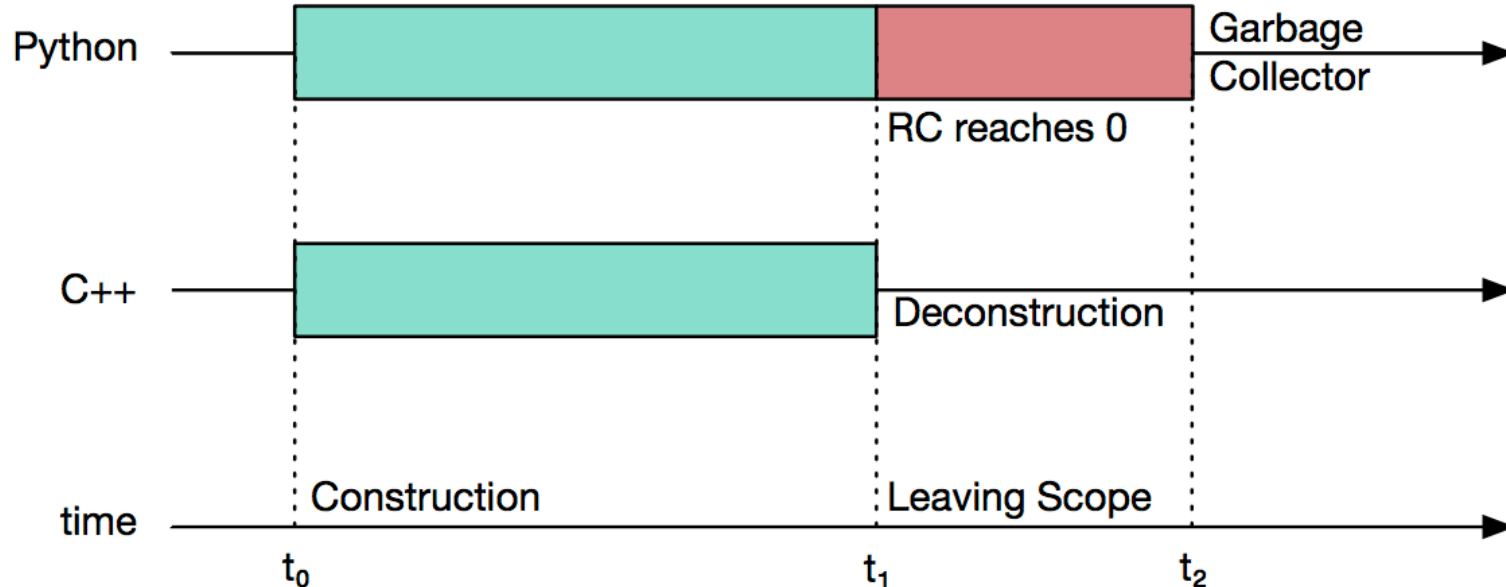 Python
Garbage
Collector
RC reaches 0
C++
Deconstruction
Construction
Leaving Scope
time
t₀
t₁
t₂